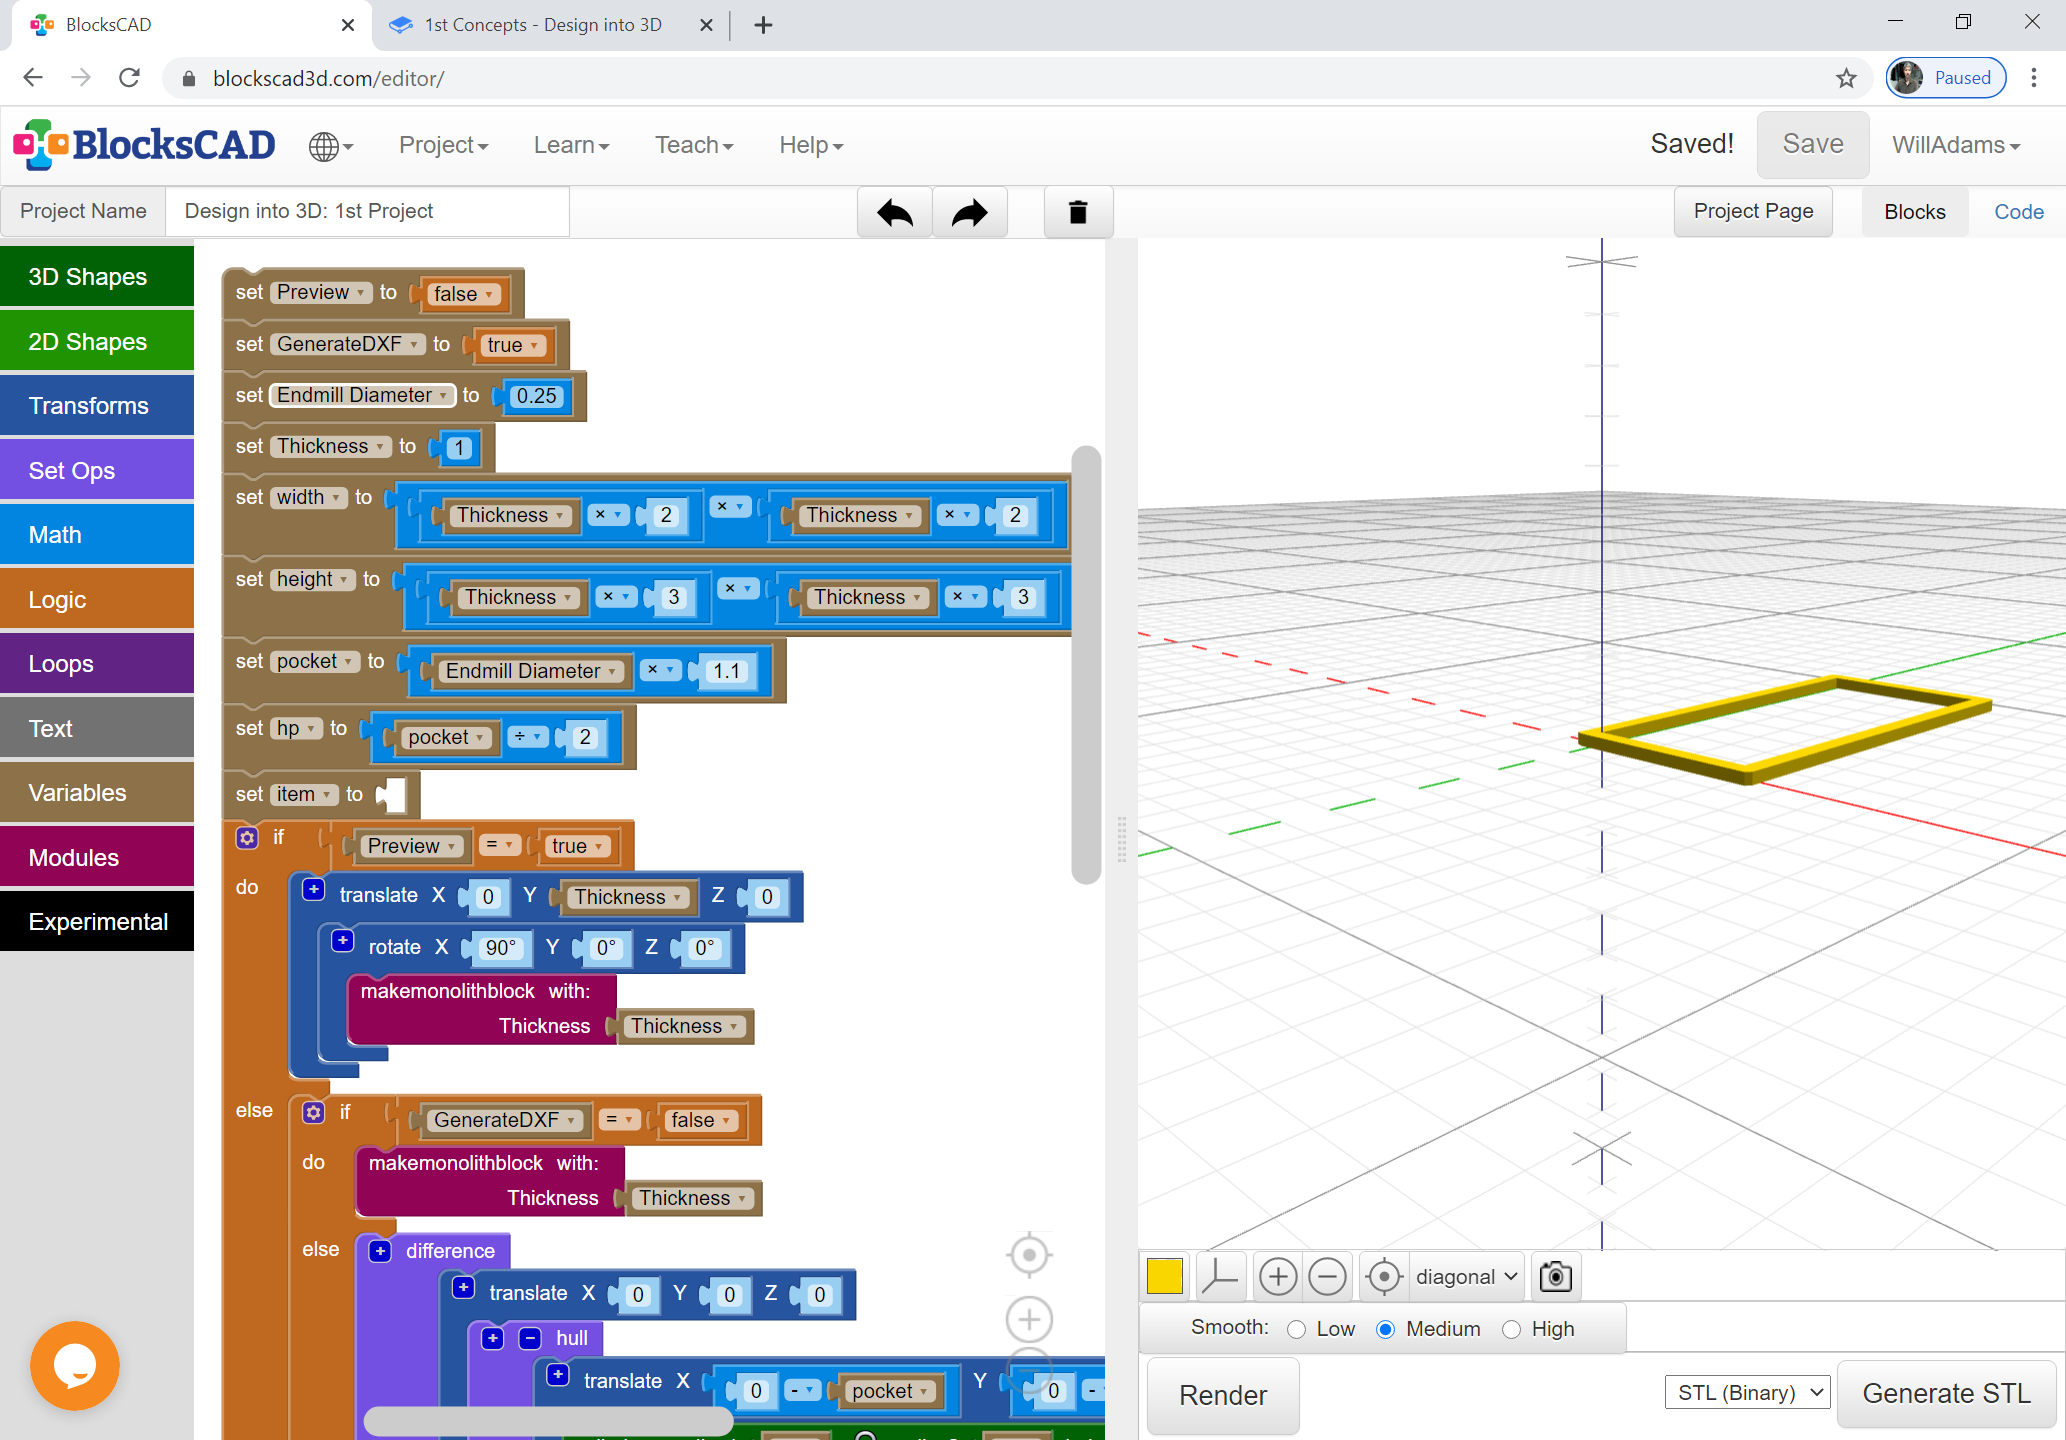 BlocksCAD
1st Concepts - Design into 3D
blockscad3d.com/editor/
Paused
BlocksCAD
Project
Learn
Teach
Help
Saved!
Save
WillAdams
Project Name
Design into 3D: 1st Project
Project Page
Blocks
Code
3D Shapes
2D Shapes
Transforms
Set Ops
Math
Logic
Loops
Text
Variables
Modules
Experimental
set Preview to false
set GenerateDXF to true
set Endmill Diameter to 0.25
set Thickness to 1
set width to Thickness × 2 × Thickness × 2
set height to Thickness × 3 × Thickness × 3
set pocket to Endmill Diameter × 1.1
set hp to pocket ÷ 2
set item to
if Preview = true
do translate X 0 Y Thickness Z 0
rotate X 90° Y 0° Z 0°
makemonolithblock with:
Thickness Thickness
else if GenerateDXF = false
do makemonolithblock with:
Thickness Thickness
else difference
translate X 0 Y 0 Z 0
hull
translate X 0 - pocket Y 0 -
diagonal
Smooth: Low Medium High
Render
STL (Binary)
Generate STL